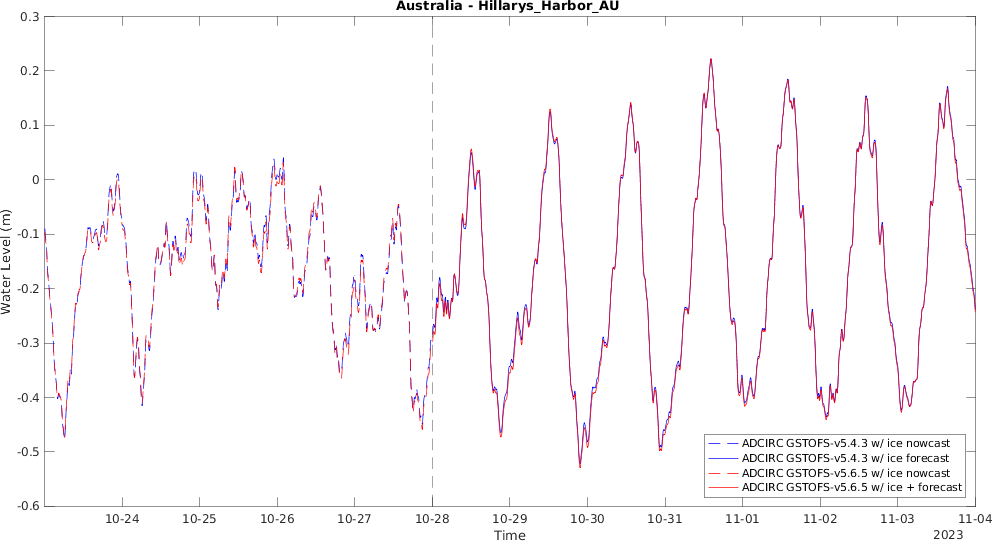 Australia - Hillarys_Harbor_AU
Water Level (m)
0.3
0.2
0.1
0
-0.1
-0.2
-0.3
-0.4
-0.5
-0.6
ADCIRC GSTOFS-v5.4.3 w/ ice nowcast
ADCIRC GSTOFS-v5.4.3 w/ ice forecast
ADCIRC GSTOFS-v5.6.5 w/ ice nowcast
ADCIRC GSTOFS-v5.6.5 w/ ice + forecast
10-24 10-25 10-26 10-27 10-28 10-29 10-30 10-31 11-01 11-02 11-03 11-04
Time
2023